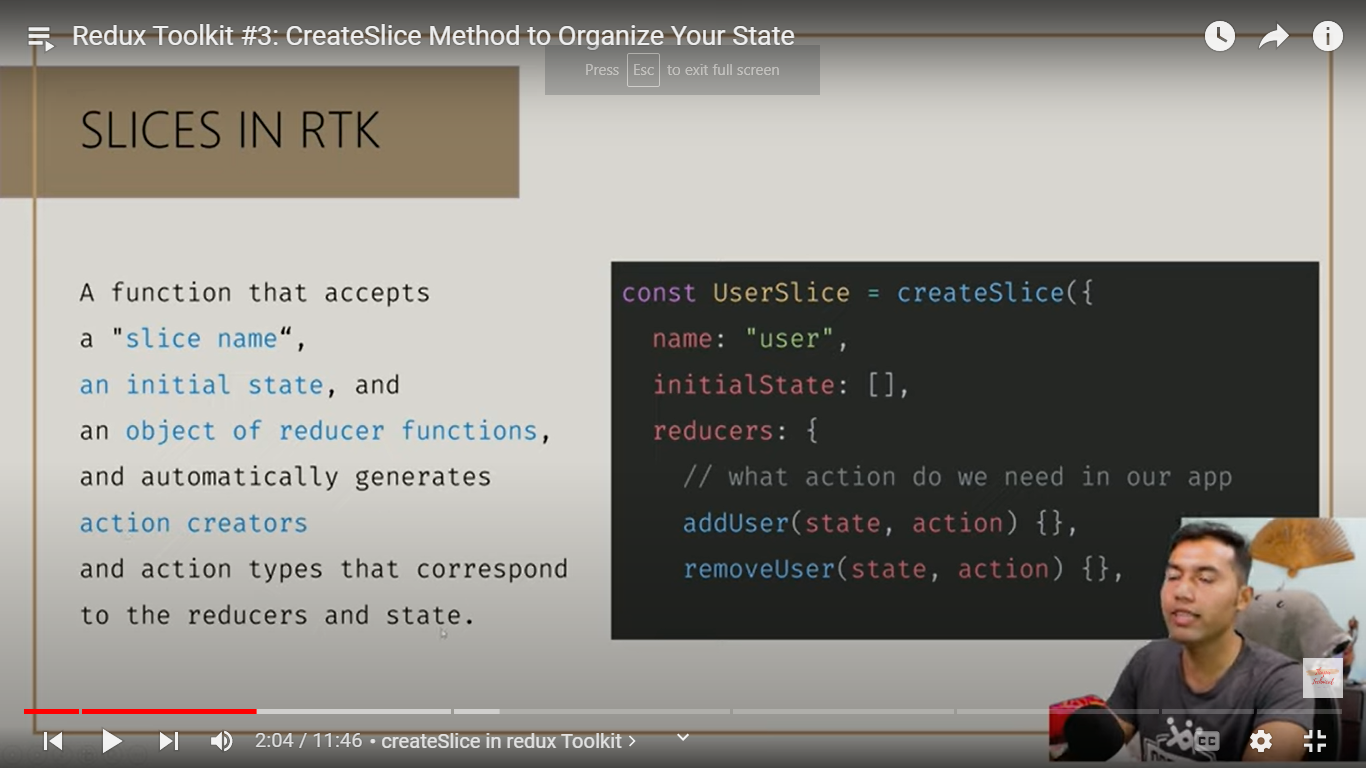 Redux Toolkit #3: CreateSlice Method to Organize Your State
Press Esc to exit full screen
SLICES IN RTK
A function that accepts
a "slice name“,
an initial state, and
an object of reducer functions,
and automatically generates
action creators
and action types that correspond
to the reducers and state.
const UserSlice = createSlice({
name: "user",
initialState: [],
reducers: {
// what action do we need in our app
addUser(state, action) {},
removeUser(state, action) {},
2:04 / 11:46 • createSlice in redux Toolkit
CC